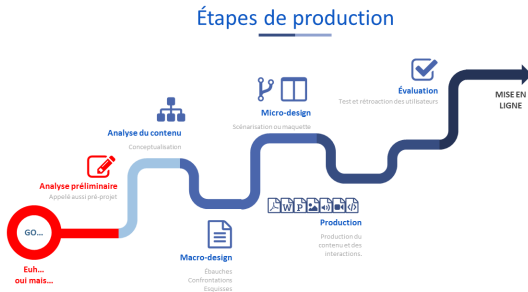 Étapes de production
Évaluation
Test et rétroaction des utilisateurs
MISE EN
LIGNE
Micro-design
Scénarisation ou maquette
Analyse du contenu
Conceptualisation
Analyse préliminaire
Appelé aussi pré-projet
GO...
Euh...
oui mais...
Macro-design
Ébauches
Confrontations
Esquisses
W P
Production
Production du
contenu et des
interactions.